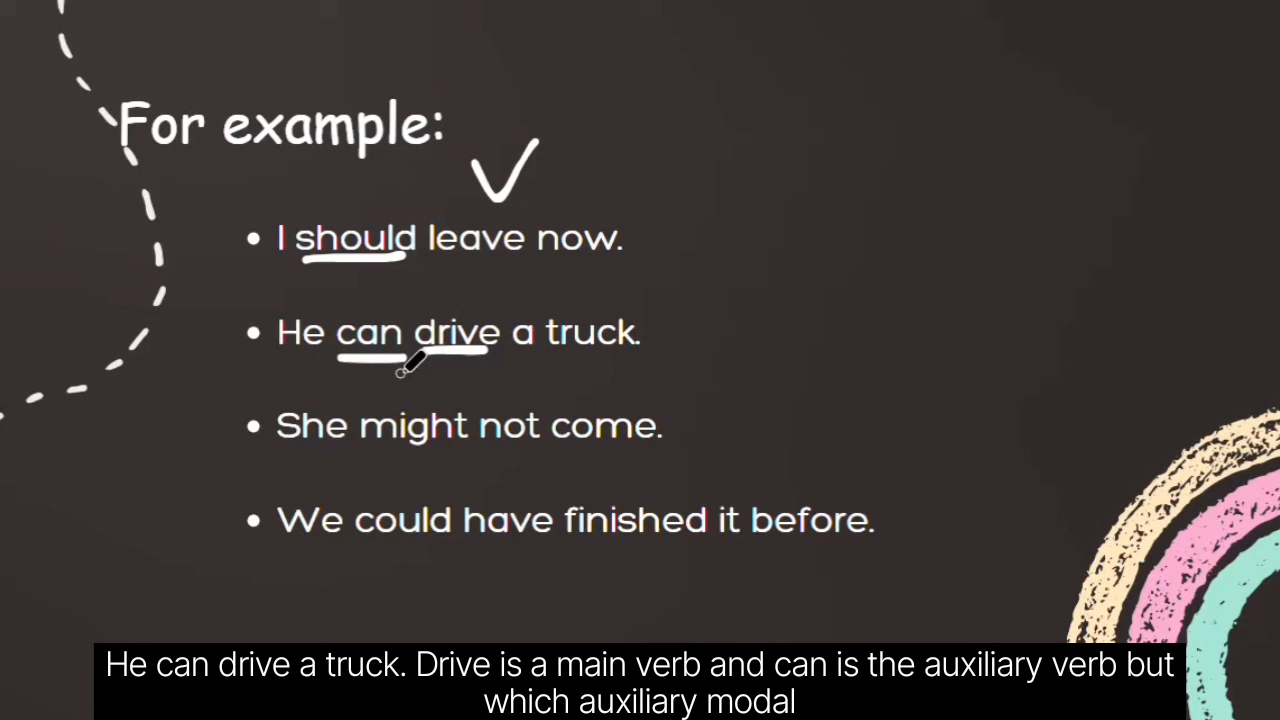 For example:
I should leave now.
He can drive a truck.
She might not come.
We could have finished it before.
He can drive a truck. Drive is a main verb and can is the auxiliary verb but
which auxiliary modal